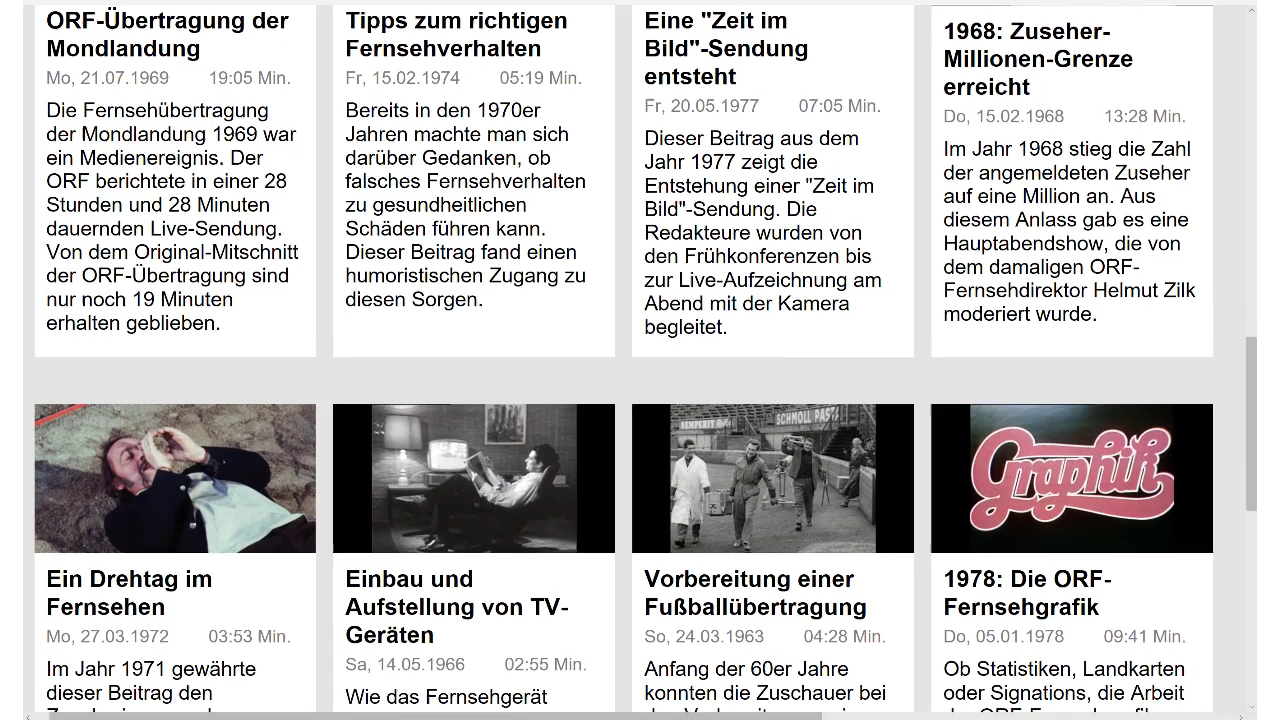 ORF-Übertragung der
Mondlandung
Mo, 21.07.1969 19:05 Min.
Die Fernsehübertragung
der Mondlandung 1969 war
ein Medienereignis. Der
ORF berichtete in einer 28
Stunden und 28 Minuten
dauernden Live-Sendung.
Von dem Original-Mitschnitt
der ORF-Übertragung sind
nur noch 19 Minuten
erhalten geblieben.
Tipps zum richtigen
Fernsehverhalten
Fr, 15.02.1974 05:19 Min.
Bereits in den 1970er
Jahren machte man sich
darüber Gedanken, ob
falsches Fernsehverhalten
zu gesundheitlichen
Schäden führen kann.
Dieser Beitrag fand einen
humoristischen Zugang zu
diesen Sorgen.
Eine "Zeit im
Bild"-Sendung
entsteht
Fr, 20.05.1977 07:05 Min.
Dieser Beitrag aus dem
Jahr 1977 zeigt die
Entstehung einer "Zeit im
Bild"-Sendung. Die
Redakteure wurden von
den Frühkonferenzen bis
zur Live-Aufzeichnung am
Abend mit der Kamera
begleitet.
1968: Zuseher-
Millionen-Grenze
erreicht
Do, 15.02.1968 13:28 Min.
Im Jahr 1968 stieg die Zahl
der angemeldeten Zuseher
auf eine Million an. Aus
diesem Anlass gab es eine
Hauptabendshow, die von
dem damaligen ORF-
Fernsehdirektor Helmut Zilk
moderiert wurde.
Ein Drehtag im
Fernsehen
Mo, 27.03.1972 03:53 Min.
Im Jahr 1971 gewährte
dieser Beitrag den
Einbau und
Aufstellung von TV-
Geräten
Sa, 14.05.1966 02:55 Min.
Wie das Fernsehgerät
SEMPERIT
SCHMOLL PAST
Vorbereitung einer
Fußballübertragung
So, 24.03.1963 04:28 Min.
Anfang der 60er Jahre
konnten die Zuschauer bei
Graphik
1978: Die ORF-
Fernsehgrafik
Do, 05.01.1978 09:41 Min.
Ob Statistiken, Landkarten
oder Signations, die Arbeit